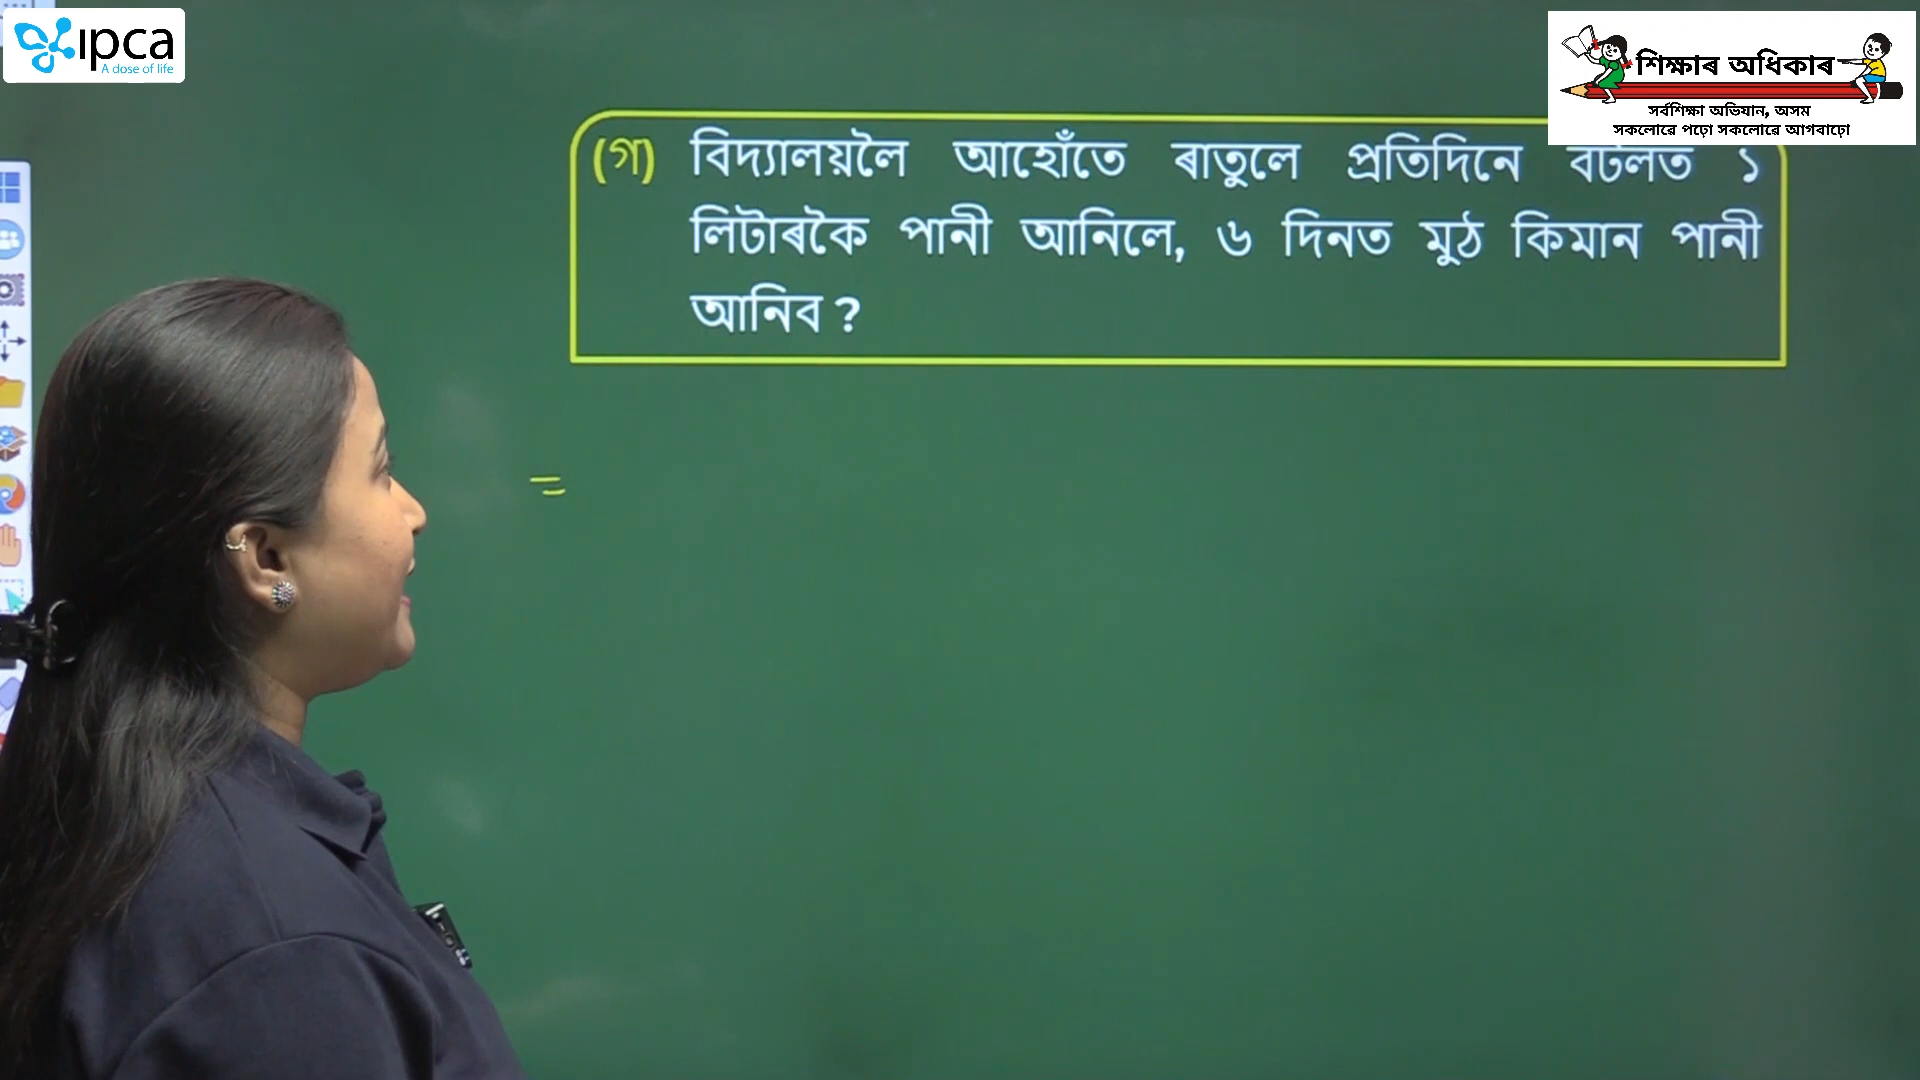 ipca
A dose of life
শিক্ষাৰ অধিকাৰ
সৰ্বশিক্ষা অভিযান, অসম
সকলোৱে পঢ়ো সকলোৱে আগবাঢ়ো
(গ) বিদ্যালয়লৈ আহোঁতে ৰাতুলে প্ৰতিদিনে বটলত ১
লিটাৰকৈ পানী আনিলে, ৬ দিনত মুঠ কিমান পানী
আনিব ?
=